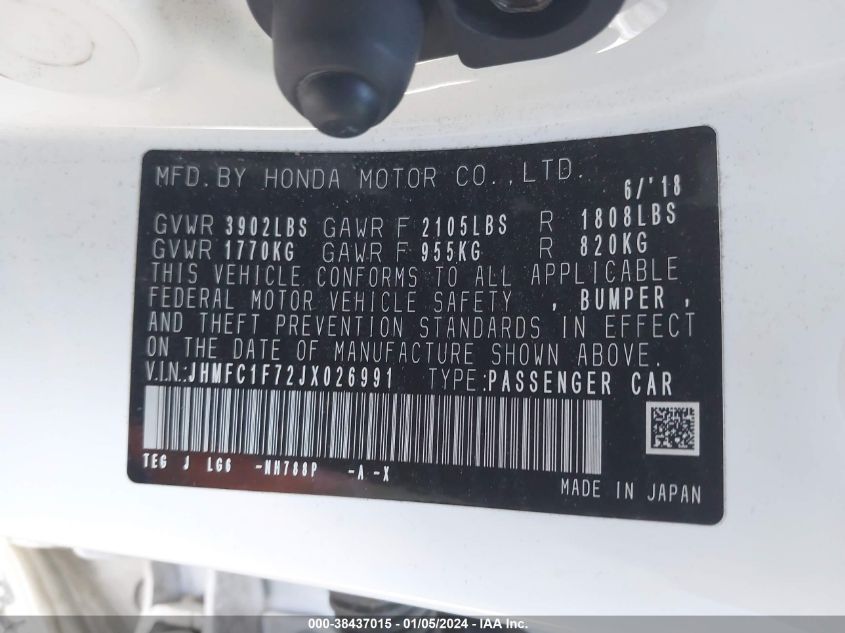 MFD. BY HONDA MOTOR CO.,LTD.
6/'18
GVWR 3902LBS GAWR F 2105LBS R 1808LBS
GVWR 1770KG GAWR F 955KG R 820KG
THIS VEHICLE CONFORMS TO ALL APPLICABLE
FEDERAL MOTOR VEHICLE SAFETY , BUMPER ,
AND THEFT PREVENTION STANDARDS IN EFFECT
ON THE DATE OF MANUFACTURE SHOWN ABOVE.
V.I.N:JHMFC1F72JX026991 TYPE:PASSENGER CAR
TEG J LG6 -NH788P -A -X
MADE IN JAPAN
000-38437015 - 01/05/2024 - IAA Inc.